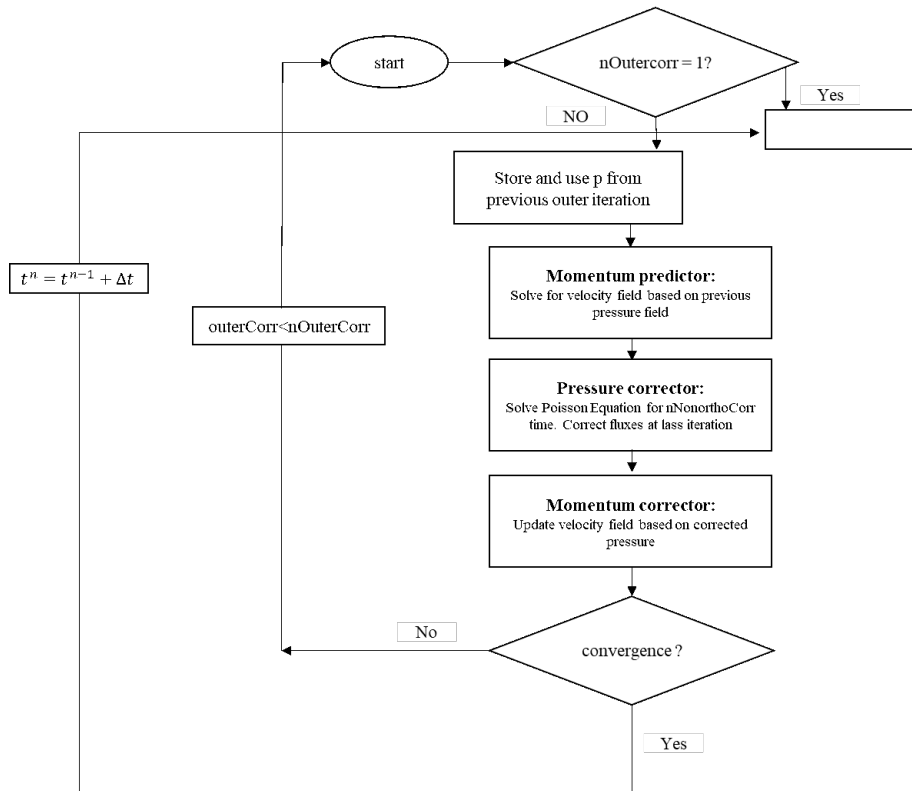 start
nOutercorr = 1?
Yes
NO
Store and use p from
previous outer iteration
Momentum predictor:
Solve for velocity field based on previous
pressure field
tⁿ = tⁿ⁻¹ + Δt
outerCorr<nOuterCorr
Pressure corrector:
Solve Poisson Equation for nNonorthoCorr
time. Correct fluxes at lass iteration
Momentum corrector:
Update velocity field based on corrected
pressure
No
convergence ?
Yes